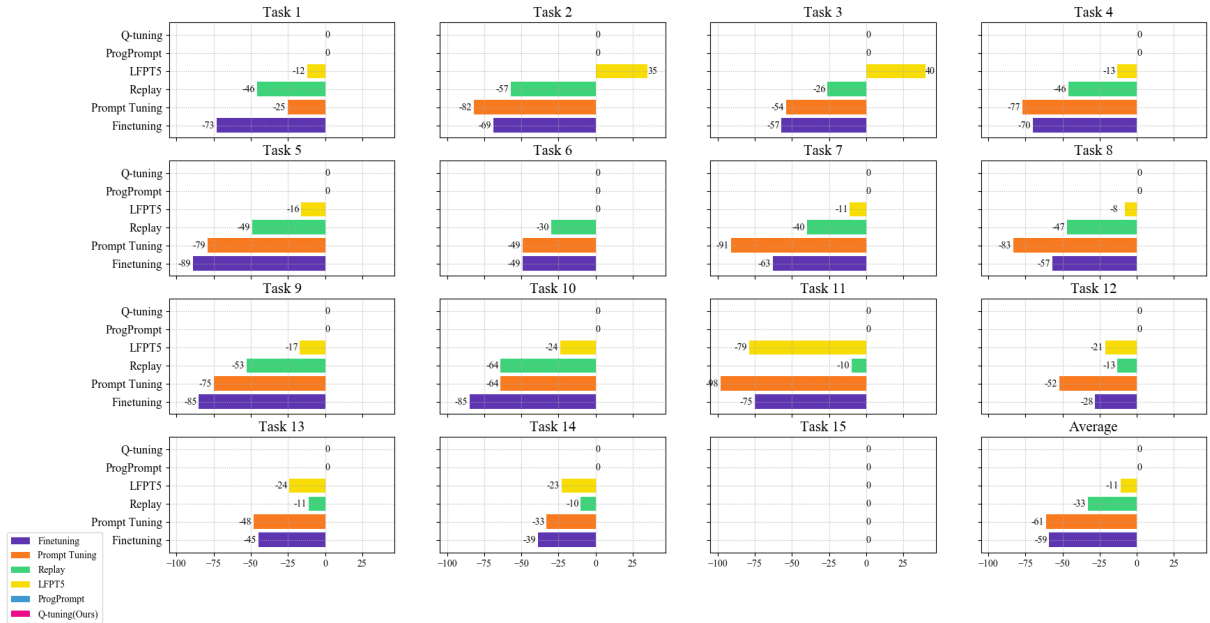 Task 1 Task 2 Task 3 Task 4
Q-tuning 0 0 0 0
ProgPrompt 0 0 0 0
LFPT5 -12 35 40 -13
Replay -46 -57 -26 -46
Prompt Tuning -25 -82 -54 -77
Finetuning -73 -69 -57 -70
Task 5 Task 6 Task 7 Task 8
Q-tuning 0 0 0 0
ProgPrompt 0 0 0 0
LFPT5 -16 0 -11 -8
Replay -49 -30 -40 -47
Prompt Tuning -79 -49 -91 -83
Finetuning -89 -49 -63 -57
Task 9 Task 10 Task 11 Task 12
Q-tuning 0 0 0 0
ProgPrompt 0 0 0 0
LFPT5 -17 -24 -79 -21
Replay -53 -64 -10 -13
Prompt Tuning -75 -64 -98 -52
Finetuning -85 -85 -75 -28
Task 13 Task 14 Task 15 Average
Q-tuning 0 0 0 0
ProgPrompt 0 0 0 0
LFPT5 -24 -23 0 -11
Replay -11 -10 0 -33
Prompt Tuning -48 -33 0 -61
Finetuning -45 -39 0 -59
−100 −75 −50 −25 0 25 −100 −75 −50 −25 0 25 −100 −75 −50 −25 0 25 −100 −75 −50 −25 0 25
Finetuning
Prompt Tuning
Replay
LFPT5
ProgPrompt
Q-tuning(Ours)